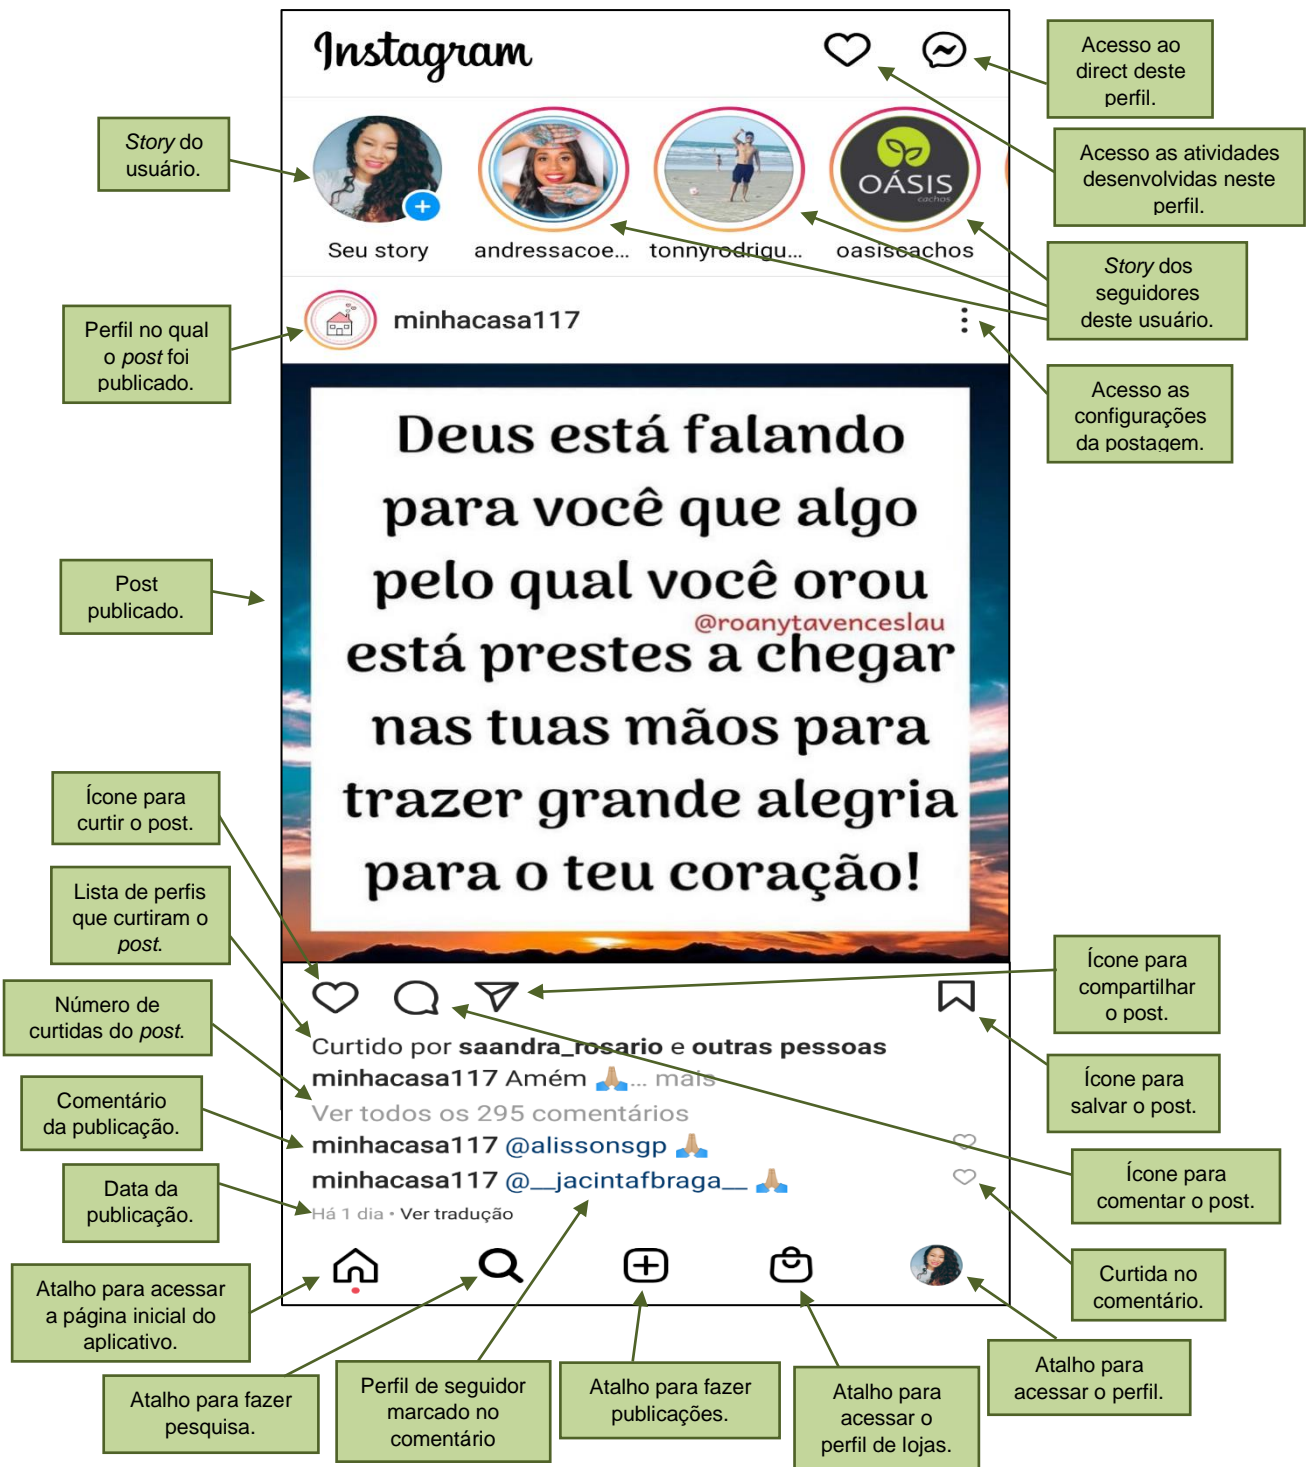 Instagram
Acesso ao
direct deste
perfil.
Story do
usuário.
OÁSIS
cachos
Acesso as atividades
desenvolvidas neste
perfil.
Seu story
andressacoe...
tonnyrodrigu...
oasiscachos
Story dos
seguidores
deste usuário.
Perfil no qual
o post foi
publicado.
minhacasa117
Acesso as
configurações
da postagem.
Deus está falando
para você que algo
pelo qual você orou
@roanytavenceslau
está prestes a chegar
nas tuas mãos para
trazer grande alegria
para o teu coração!
Post
publicado.
Ícone para
curtir o post.
Lista de perfis
que curtiram o
post.
Número de
curtidas do post.
Comentário
da publicação.
Data da
publicação.
Curtido por saandra_rosario e outras pessoas
minhacasa117 Amém 🙏🏼... mais
Ver todos os 295 comentários
minhacasa117 @alissonsgp 🙏🏼
minhacasa117 @__jacintafbraga__ 🙏🏼
Há 1 dia • Ver tradução
Ícone para
compartilhar
o post.
Ícone para
salvar o post.
Ícone para
comentar o post.
Curtida no
comentário.
Atalho para acessar
a página inicial do
aplicativo.
Atalho para fazer
pesquisa.
Perfil de seguidor
marcado no
comentário
Atalho para fazer
publicações.
Atalho para
acessar o
perfil de lojas.
Atalho para
acessar o perfil.